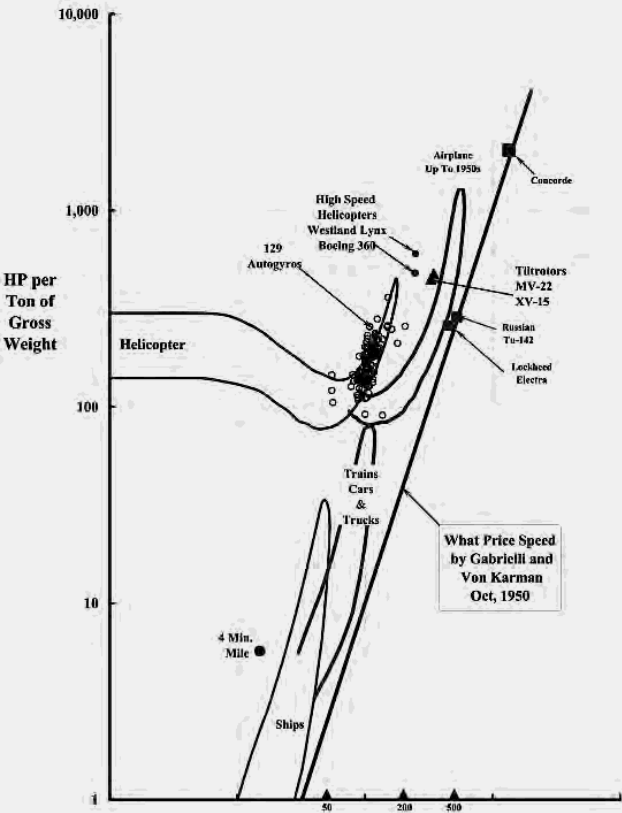 10,000
Airplane
Up To 1950s
Concorde
High Speed
Helicopters
Westland Lynx
Boeing 360
1,000
129
Autogyros
HP per
Ton of
Gross
Weight
Tiltrotors
MV-22
XV-15
Russian
Tu-142
Helicopter
Lockheed
Electra
100
Trains
Cars
&
Trucks
What Price Speed
by Gabrielli and
Von Karman
Oct, 1950
10
4 Min.
Mile
Ships
1
50
200
500